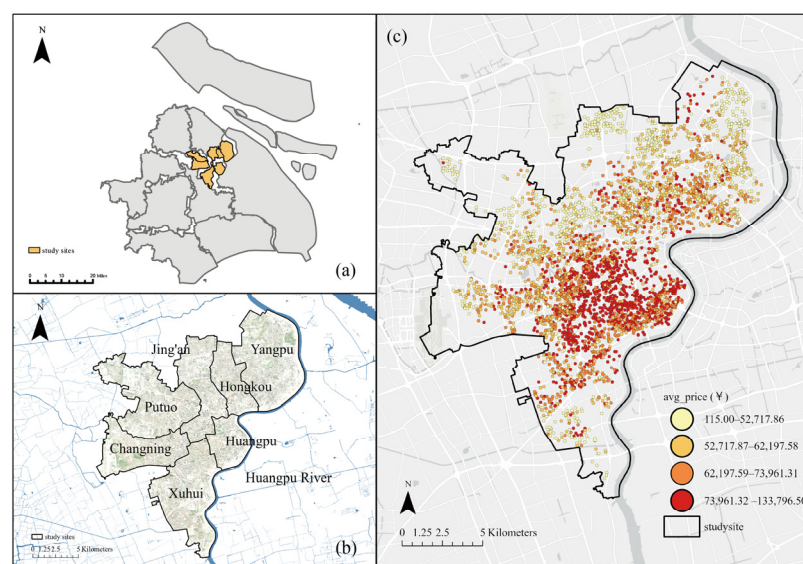 N
study sites
0 5 10 20 Miles
(a)
N
Jing'an
Yangpu
Hongkou
Putuo
Huangpu
Changning
Huangpu River
Xuhui
study sites
0 1.25 2.5 5 Kilometers
(b)
(c)
avg_price (¥)
115.00–52,717.86
52,717.87–62,197.58
62,197.59–73,961.31
73,961.32 –133,796.50
studysite
N
0 1.25 2.5 5 Kilometers